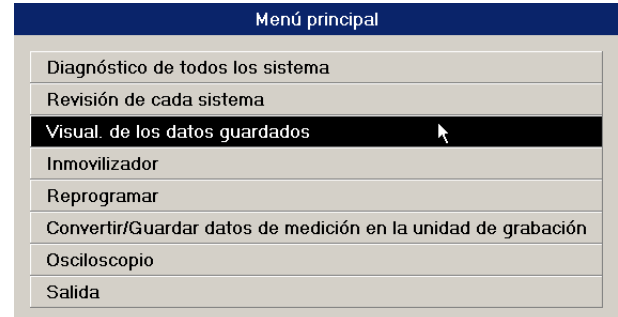 Menú principal
Diagnóstico de todos los sistema
Revisión de cada sistema
Visual. de los datos guardados
Inmovilizador
Reprogramar
Convertir/Guardar datos de medición en la unidad de grabación
Osciloscopio
Salida